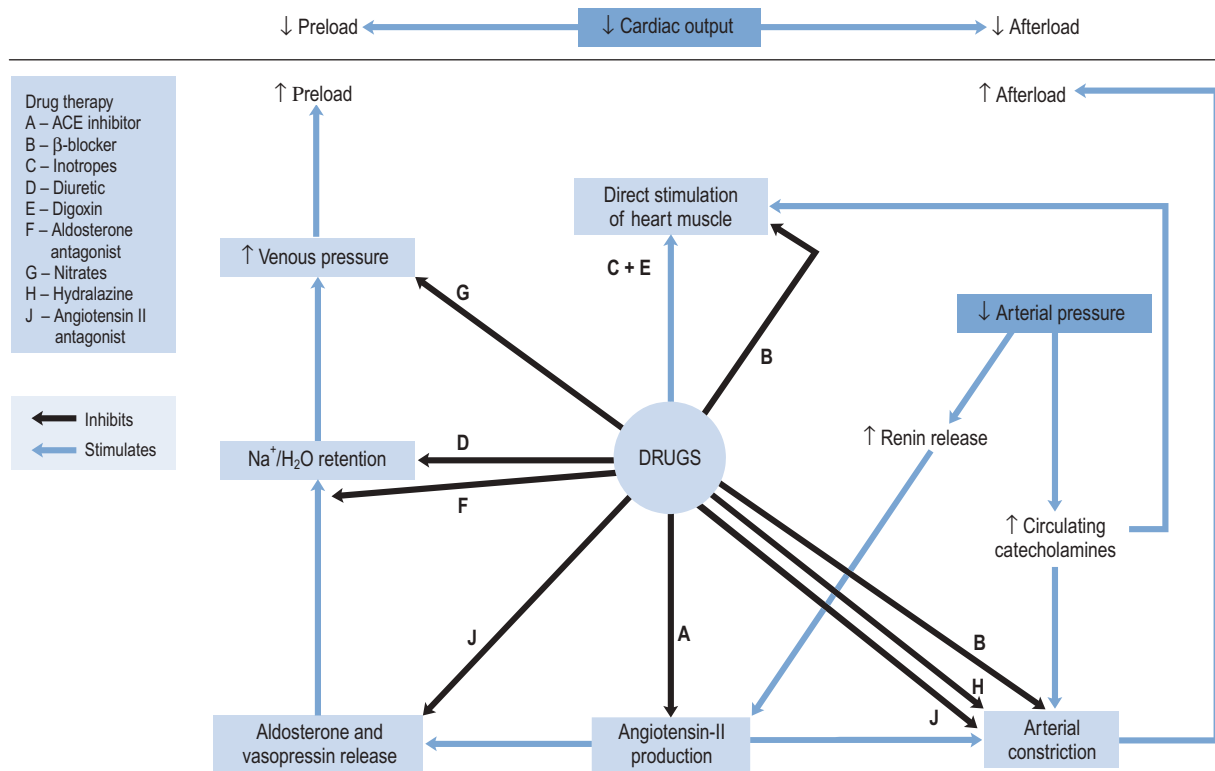 ↓ Preload
↓ Cardiac output
↓ Afterload
Drug therapy
A – ACE inhibitor
B – β-blocker
C – Inotropes
D – Diuretic
E – Digoxin
F – Aldosterone
antagonist
G – Nitrates
H – Hydralazine
J – Angiotensin II
antagonist
Inhibits
Stimulates
↑ Preload
↑ Afterload
Direct stimulation
of heart muscle
↑ Venous pressure
C + E
G
B
↓ Arterial pressure
↑ Renin release
Na⁺/H₂O retention
D
F
DRUGS
↑ Circulating
catecholamines
J
A
B
H
J
Aldosterone and
vasopressin release
Angiotensin-II
production
Arterial
constriction